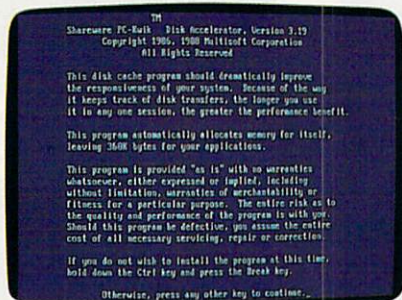 TM
Shareware PC-Kwik Disk Accelerator, Version 3.19
Copyright 1986, 1988 Multisoft Corporation
All Rights Reserved
This disk cache program should dramatically improve
the responsiveness of your system. Because of the way
it keeps track of disk transfers, the longer you use
it in any one session, the greater the performance benefit.
This program automatically allocates memory for itself,
leaving 360K bytes for your applications.
This program is provided "as is" with no warranties
whatsoever, either expressed or implied, including
without limitation, warranties of merchantability or
fitness for a particular purpose. The entire risk as to
the quality and performance of the program is with you.
Should this program be defective, you assume the entire
cost of all necessary servicing, repair or correction.
If you do not wish to install the program at this time,
hold down the Ctrl key and press the Break key.
Otherwise, press any other key to continue._